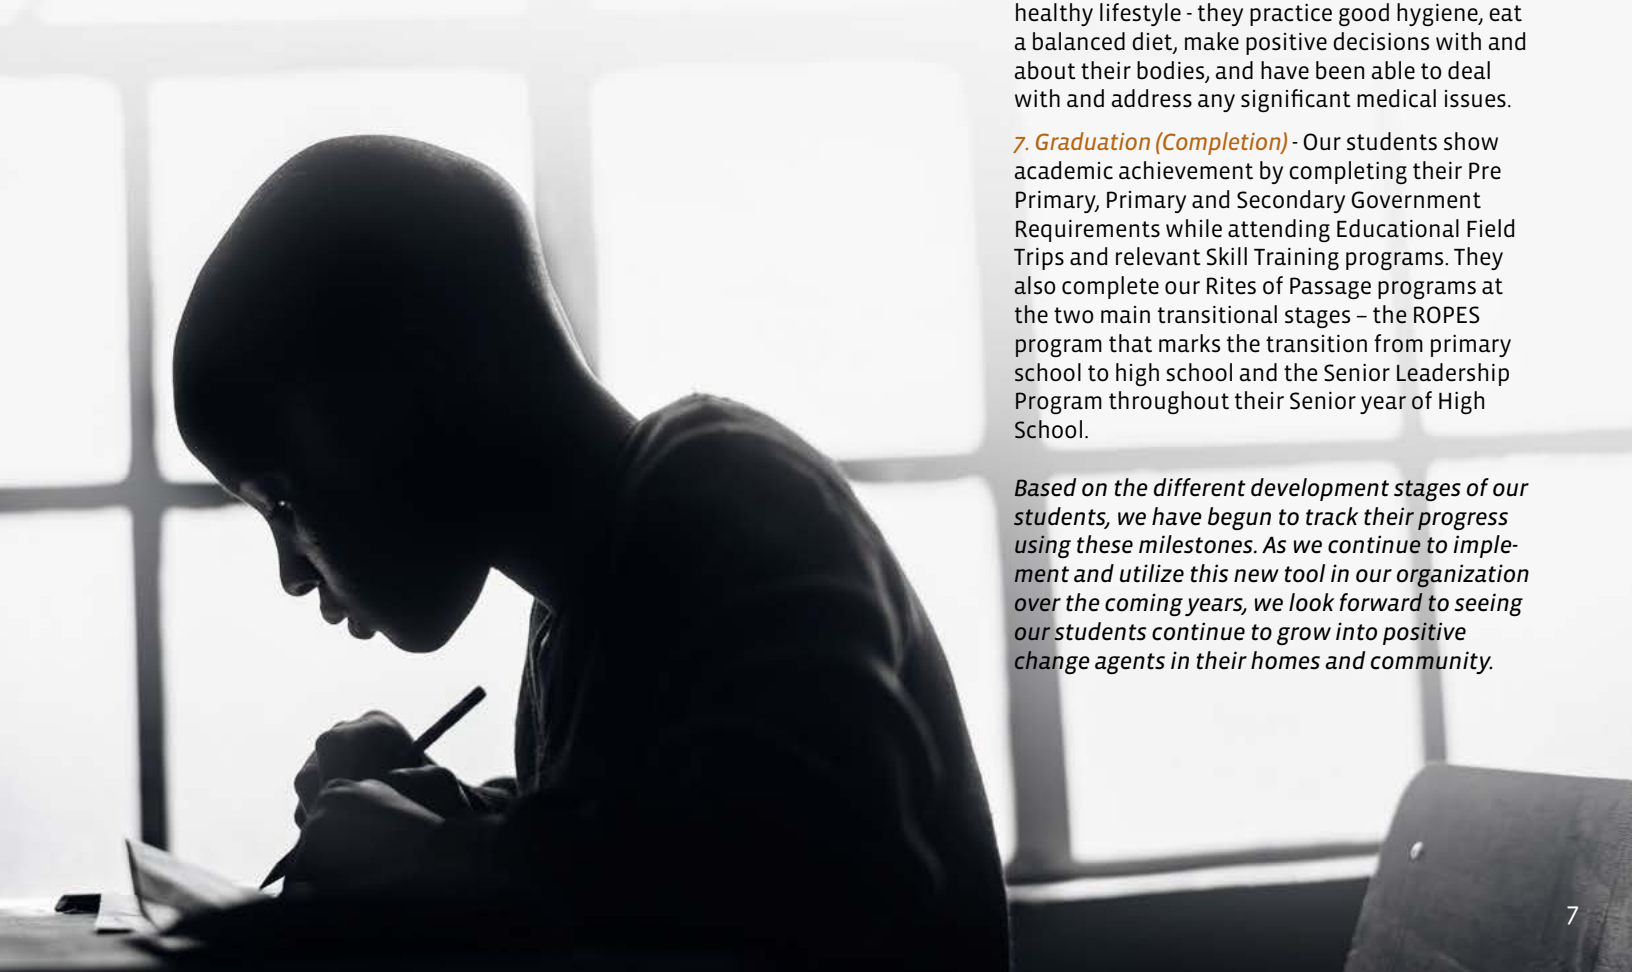 healthy lifestyle - they practice good hygiene, eat
a balanced diet, make positive decisions with and
about their bodies, and have been able to deal
with and address any significant medical issues.
7. Graduation (Completion) - Our students show
academic achievement by completing their Pre
Primary, Primary and Secondary Government
Requirements while attending Educational Field
Trips and relevant Skill Training programs. They
also complete our Rites of Passage programs at
the two main transitional stages – the ROPES
program that marks the transition from primary
school to high school and the Senior Leadership
Program throughout their Senior year of High
School.
Based on the different development stages of our
students, we have begun to track their progress
using these milestones. As we continue to imple-
ment and utilize this new tool in our organization
over the coming years, we look forward to seeing
our students continue to grow into positive
change agents in their homes and community.
7